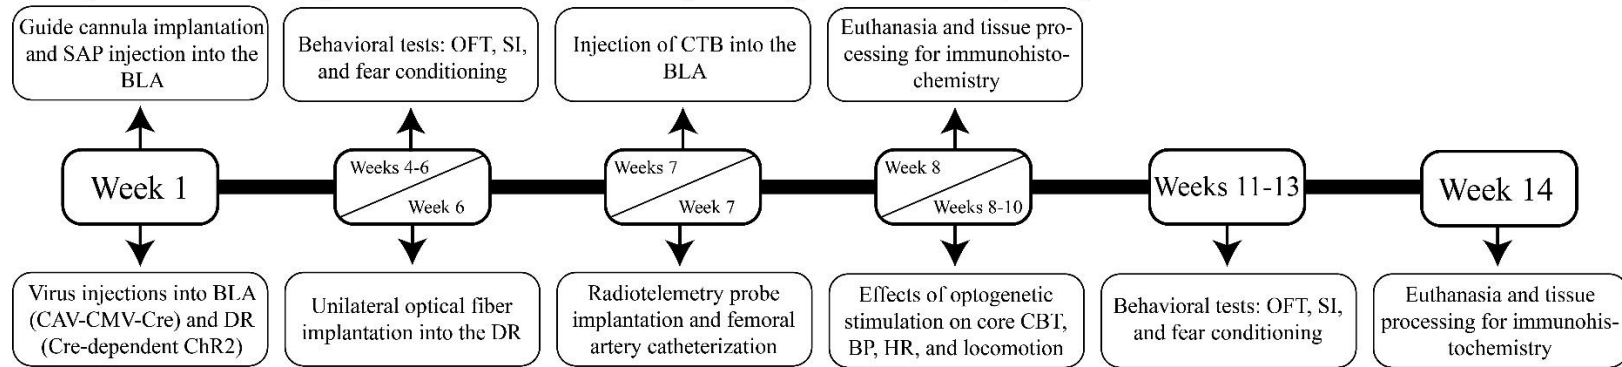 Guide cannula implantation
and SAP injection into the
BLA
Behavioral tests: OFT, SI,
and fear conditioning
Injection of CTB into the
BLA
Euthanasia and tissue pro-
cessing for immunohisto-
chemistry
Week 1
Weeks 4-6
Week 6
Weeks 7
Week 7
Week 8
Weeks 8-10
Weeks 11-13
Week 14
Virus injections into BLA
(CAV-CMV-Cre) and DR
(Cre-dependent ChR2)
Unilateral optical fiber
implantation into the DR
Radiotelemetry probe
implantation and femoral
artery catheterization
Effects of optogenetic
stimulation on core CBT,
BP, HR, and locomotion
Behavioral tests: OFT, SI,
and fear conditioning
Euthanasia and tissue
processing for immunohis-
tochemistry